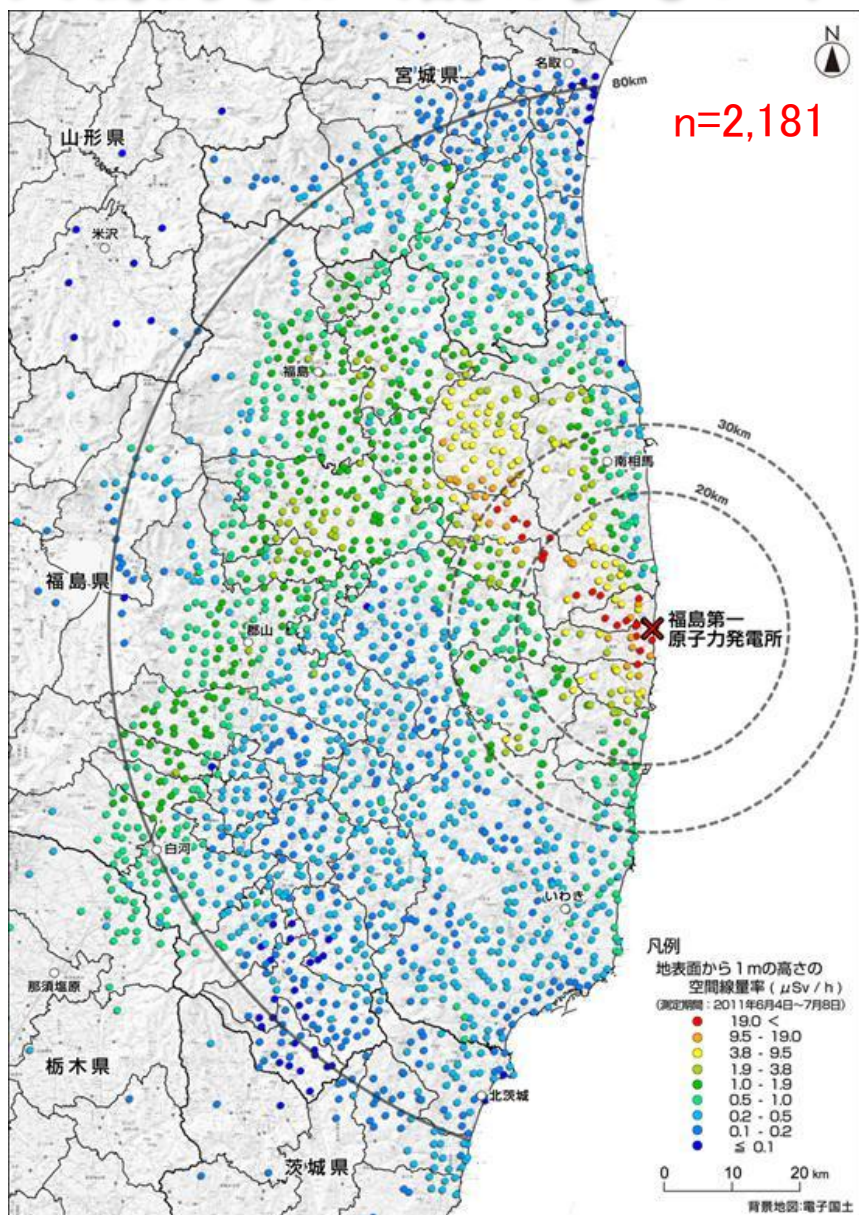 宮城県
名取
N
80km
n=2,181
山形県
米沢
福島
30km
南相馬
20km
福島県
福島第一
原子力発電所
郡山
白河
いわき
那須塩原
凡例
地表面から1mの高さの
空間線量率 ( μSv / h )
(測定期間:2011年6月4日~7月8日)
19.0 <
9.5 - 19.0
3.8 - 9.5
1.9 - 3.8
1.0 - 1.9
0.5 - 1.0
0.2 - 0.5
0.1 - 0.2
≦ 0.1
栃木県
北茨城
茨城県
0 10 20 km
背景地図:電子国土